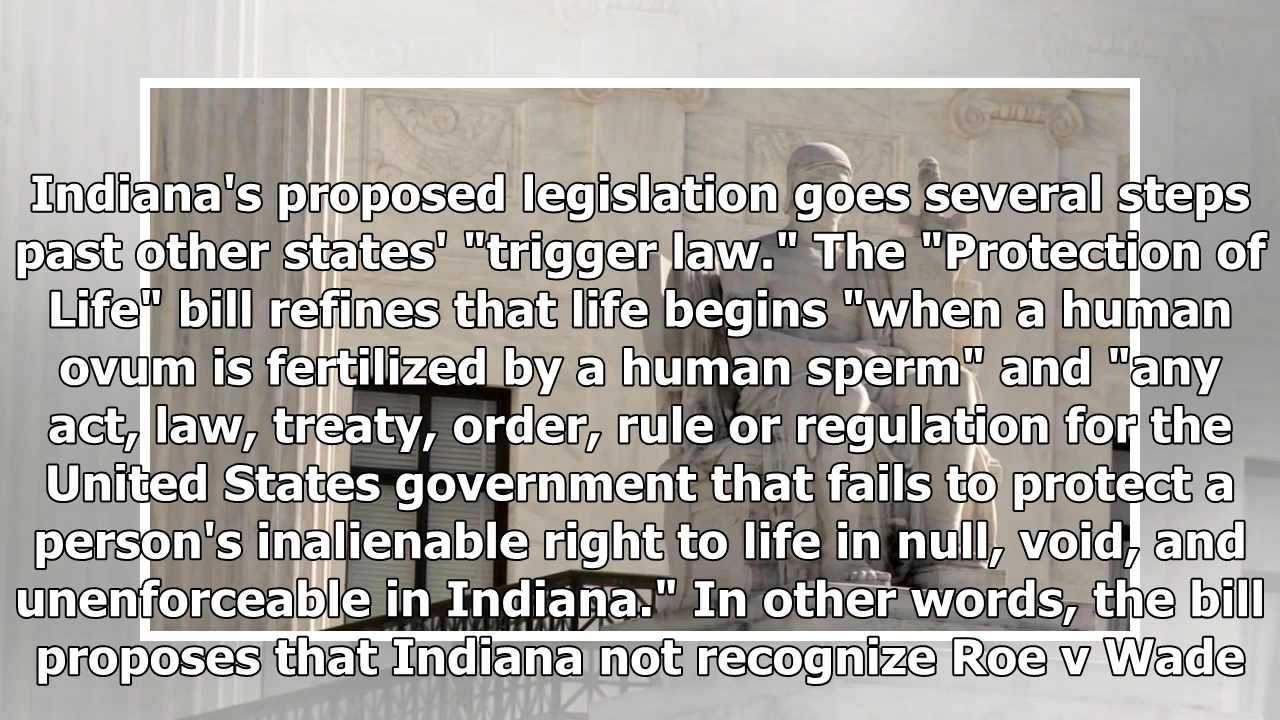 Indiana's proposed legislation goes several steps
past other states' "trigger law." The "Protection of
Life" bill refines that life begins "when a human
ovum is fertilized by a human sperm" and "any
act, law, treaty, order, rule or regulation for the
United States government that fails to protect a
person's inalienable right to life in null, void, and
unenforceable in Indiana." In other words, the bill
proposes that Indiana not recognize Roe v Wade